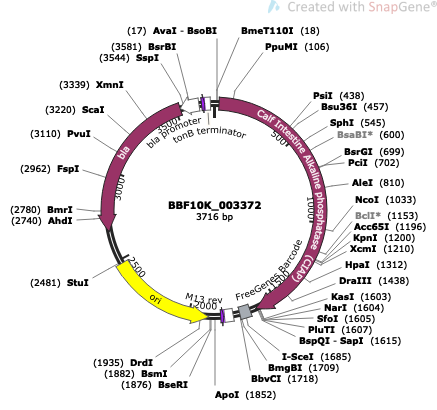 Created with SnapGene®
(17) AvaI - BsoBI
BmeT110I (18)
(3581) BsrBI
(3544) SspI
PpuMI (106)
(3339) XmnI
(3220) ScaI
(3110) PvuI
(2962) FspI
(2780) BmrI
(2740) AhdI
(2481) StuI
PsiI (438)
Bsu36I (457)
SphI (545)
BsaBI* (600)
BsrGI (699)
PciI (702)
AleI (810)
NcoI (1033)
BclI* (1153)
Acc65I (1196)
KpnI (1200)
XcmI (1210)
HpaI (1312)
DraIII (1438)
KasI (1603)
NarI (1604)
SfoI (1605)
PluTI (1607)
BspQI - SapI (1615)
I-SceI (1685)
BmgBI (1709)
BbvCI (1718)
ApoI (1852)
(1935) DrdI
(1882) BsmI
(1876) BseRI
bla promoter
tonB terminator
bla
Calf Intestine Alkaline phosphatase (CIAP)
BBF10K_003372
3716 bp
FreeGenes Barcode
M13 rev
ori
500
1000
1500
2000
2500
3000
3500